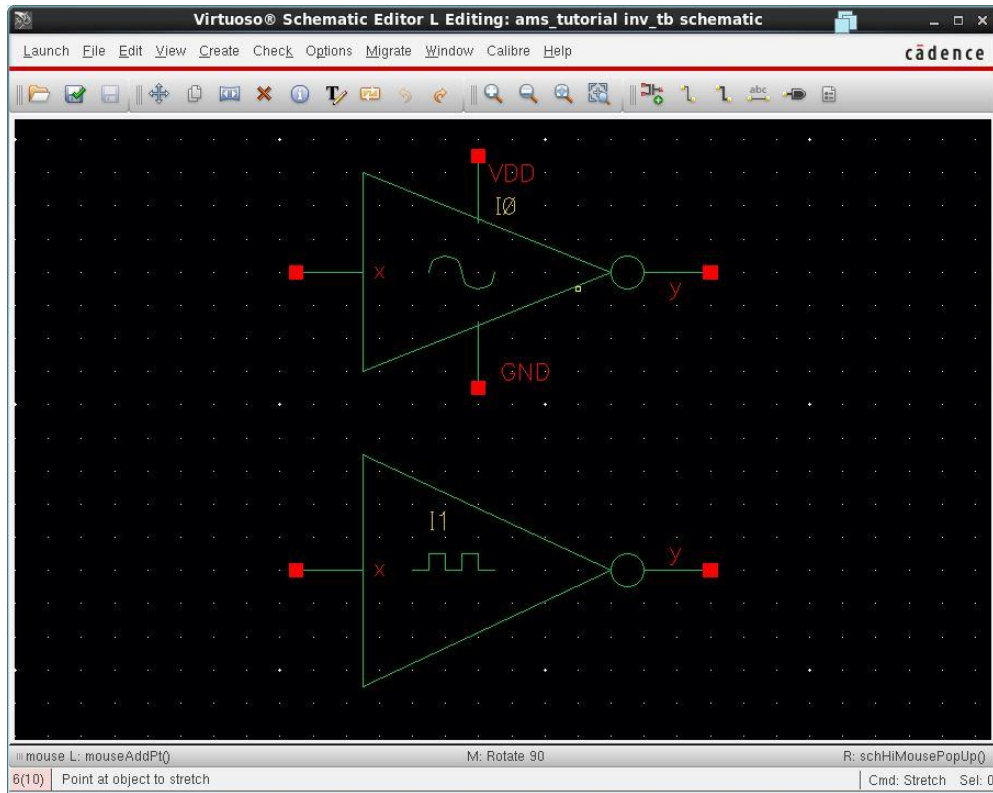 Virtuoso® Schematic Editor L Editing: ams_tutorial inv_tb schematic
Launch File Edit View Create Check Options Migrate Window Calibre Help cādence
abc
VDD
I0
x
y
GND
I1
x
y
mouse L: mouseAddPt() M: Rotate 90 R: schHiMousePopUp()
6(10) Point at object to stretch Cmd: Stretch Sel: 0